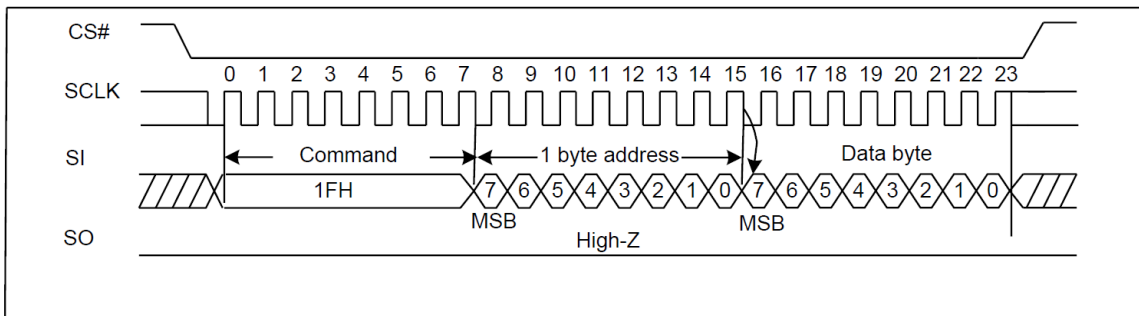 CS#
0 1 2 3 4 5 6 7 8 9 10 11 12 13 14 15 16 17 18 19 20 21 22 23
SCLK
SI Command 1 byte address Data byte
1FH 7 6 5 4 3 2 1 0 7 6 5 4 3 2 1 0
MSB MSB
SO High-Z